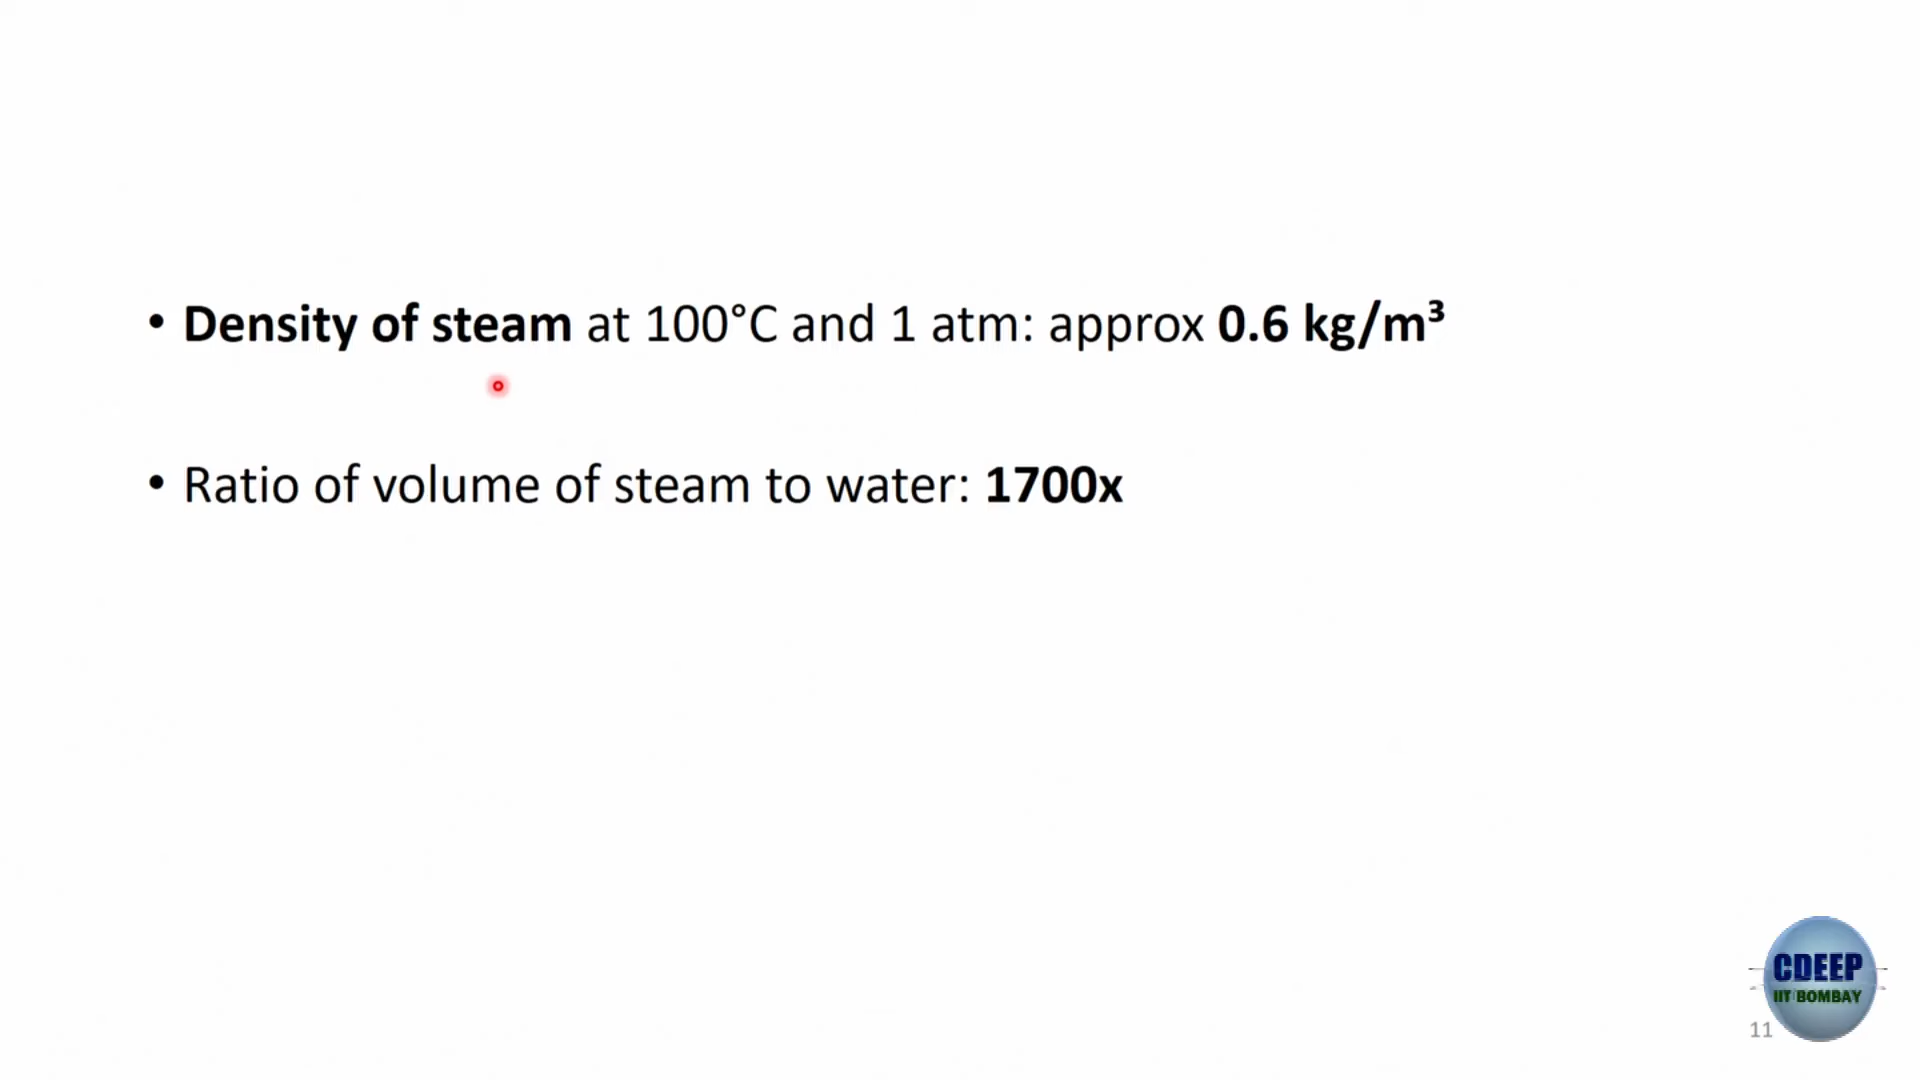 • Density of steam at 100°C and 1 atm: approx 0.6 kg/m³
• Ratio of volume of steam to water: 1700x
CDEEP
IIT BOMBAY
11